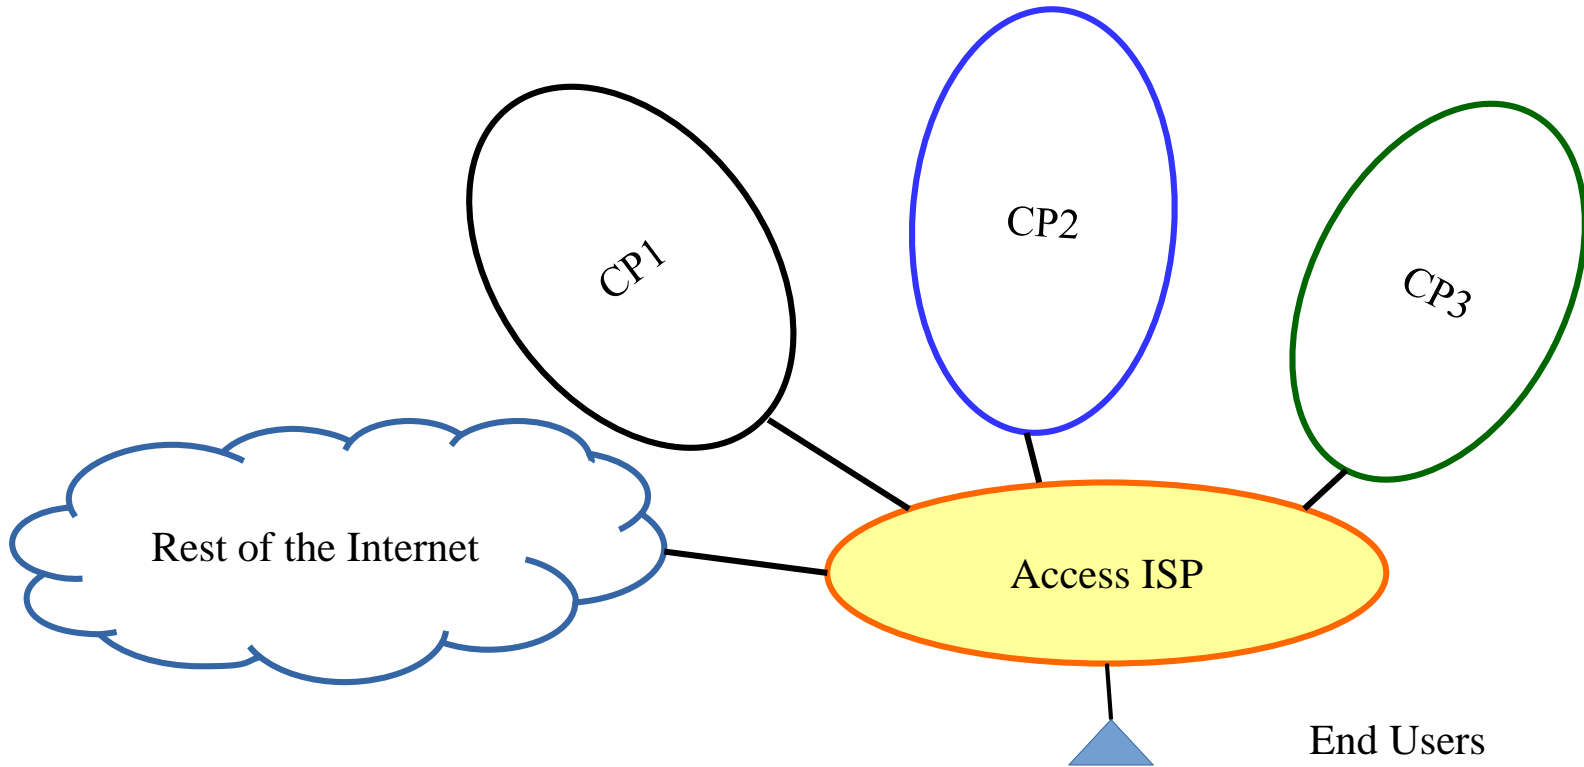 CP1
CP2
CP3
Rest of the Internet
Access ISP
End Users